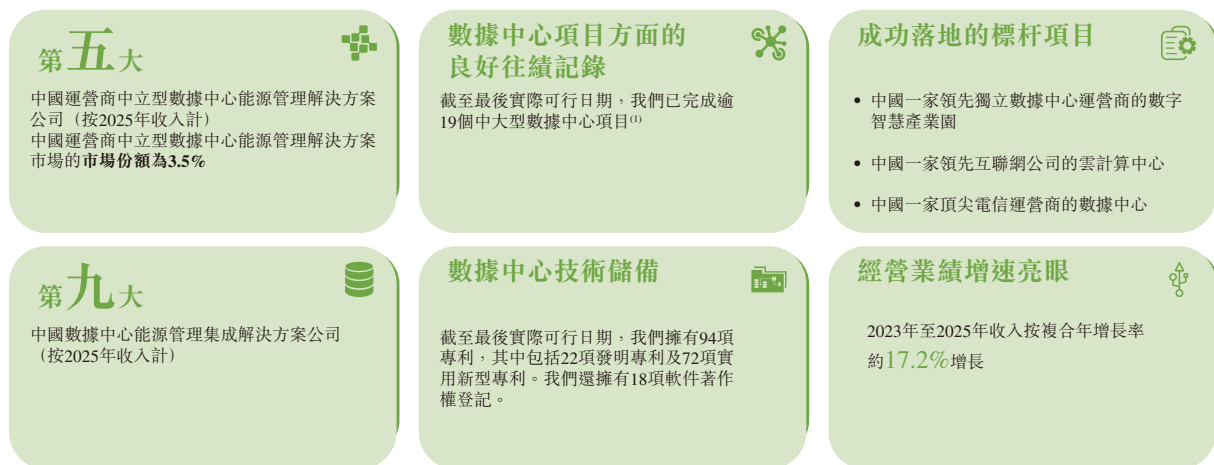 第五大
中國運營商中立型數據中心能源管理解決方案
公司（按2025年收入計）
中國運營商中立型數據中心能源管理解決方案
市場的市場份額為3.5%
數據中心項目方面的
良好往績記錄
截至最後實際可行日期，我們已完成逾
19個中大型數據中心項目(1)
成功落地的標杆項目
• 中國一家領先獨立數據中心運營商的數字
智慧產業園
• 中國一家領先互聯網公司的雲計算中心
• 中國一家頂尖電信運營商的數據中心
第九大
中國數據中心能源管理集成解決方案公司
（按2025年收入計）
數據中心技術儲備
截至最後實際可行日期，我們擁有94項
專利，其中包括22項發明專利及72項實
用新型專利。我們還擁有18項軟件著作
權登記。
經營業績增速亮眼
2023年至2025年收入按複合年增長率
約17.2%增長